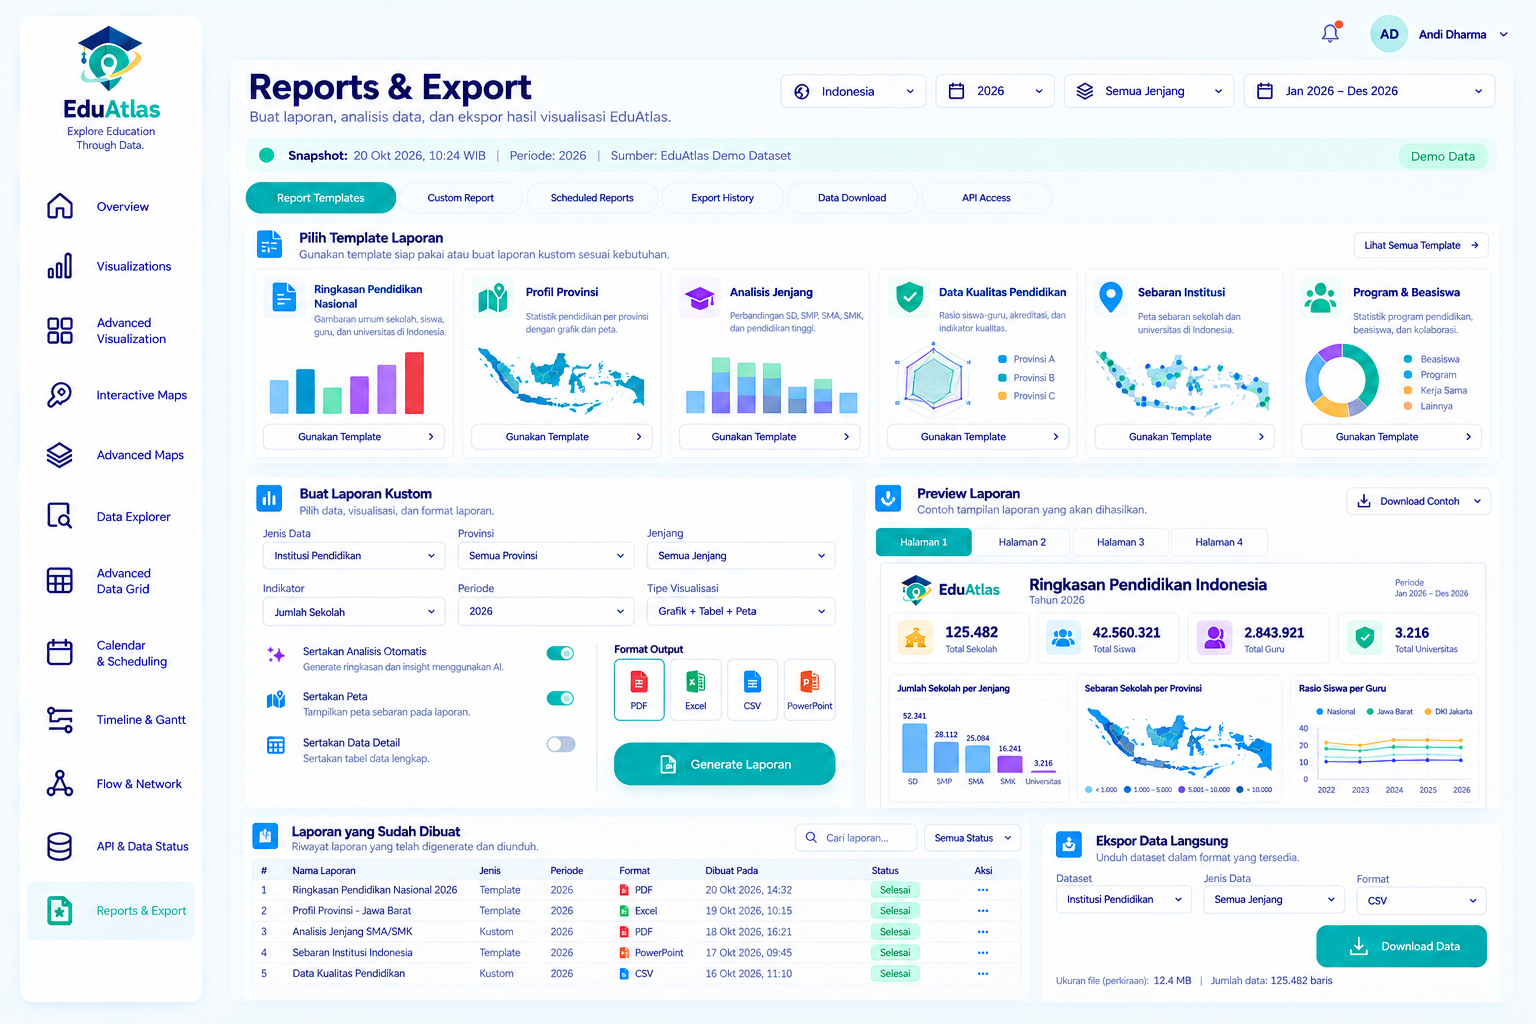 EduAtlas
Explore Education
Through Data.
Overview
Visualizations
Advanced
Visualization
Interactive Maps
Advanced Maps
Data Explorer
Advanced
Data Grid
Calendar
& Scheduling
Timeline & Gantt
Flow & Network
API & Data Status
Reports & Export
AD
Andi Dharma
Reports & Export
Buat laporan, analisis data, dan ekspor hasil visualisasi EduAtlas.
Indonesia
2026
Semua Jenjang
Jan 2026 – Des 2026
Snapshot: 20 Okt 2026, 10:24 WIB | Periode: 2026 | Sumber: EduAtlas Demo Dataset
Demo Data
Report Templates
Custom Report
Scheduled Reports
Export History
Data Download
API Access
Pilih Template Laporan
Gunakan template siap pakai atau buat laporan kustom sesuai kebutuhan.
Lihat Semua Template →
Ringkasan Pendidikan
Nasional
Gambaran umum sekolah, siswa,
guru, dan universitas di Indonesia.
Gunakan Template
Profil Provinsi
Statistik pendidikan per provinsi
dengan grafik dan peta.
Gunakan Template
Analisis Jenjang
Perbandingan SD, SMP, SMA, SMK,
dan pendidikan tinggi.
Gunakan Template
Data Kualitas Pendidikan
Rasio siswa-guru, akreditasi, dan
indikator kualitas.
Provinsi A
Provinsi B
Provinsi C
Gunakan Template
Sebaran Institusi
Peta sebaran sekolah dan
universitas di Indonesia.
Gunakan Template
Program & Beasiswa
Statistik program pendidikan,
beasiswa, dan kolaborasi.
Beasiswa
Program
Kerja Sama
Lainnya
Gunakan Template
Buat Laporan Kustom
Pilih data, visualisasi, dan format laporan.
Jenis Data
Institusi Pendidikan
Provinsi
Semua Provinsi
Jenjang
Semua Jenjang
Indikator
Jumlah Sekolah
Periode
2026
Tipe Visualisasi
Grafik + Tabel + Peta
Sertakan Analisis Otomatis
Generate ringkasan dan insight menggunakan AI.
Sertakan Peta
Tampilkan peta sebaran pada laporan.
Sertakan Data Detail
Sertakan tabel data lengkap.
Format Output
PDF
Excel
CSV
PowerPoint
Generate Laporan
Preview Laporan
Contoh tampilan laporan yang akan dihasilkan.
Download Contoh
Halaman 1
Halaman 2
Halaman 3
Halaman 4
EduAtlas
Ringkasan Pendidikan Indonesia
Tahun 2026
Periode
Jan 2026 – Des 2026
125.482
Total Sekolah
42.560.321
Total Siswa
2.843.921
Total Guru
3.216
Total Universitas
Jumlah Sekolah per Jenjang
52.341
28.112
25.084
16.241
3.216
SD
SMP
SMA
SMK
Universitas
Sebaran Sekolah per Provinsi
< 1.000
1.000 – 5.000
5.001 – 10.000
< 10.000
Rasio Siswa per Guru
Nasional
Jawa Barat
DKI Jakarta
40
20
10
0
2022
2023
2024
2025
2026
Laporan yang Sudah Dibuat
Riwayat laporan yang telah digenerate dan diunduh.
Cari laporan...
Semua Status
# Nama Laporan Jenis Periode Format Dibuat Pada Status Aksi
1 Ringkasan Pendidikan Nasional 2026 Template 2026 PDF 20 Okt 2026, 14:32 Selesai
2 Profil Provinsi - Jawa Barat Template 2026 Excel 19 Okt 2026, 10:15 Selesai
3 Analisis Jenjang SMA/SMK Kustom 2026 PDF 18 Okt 2026, 16:21 Selesai
4 Sebaran Institusi Indonesia Template 2026 PowerPoint 17 Okt 2026, 09:45 Selesai
5 Data Kualitas Pendidikan Kustom 2026 CSV 16 Okt 2026, 11:10 Selesai
Ekspor Data Langsung
Unduh dataset dalam format yang tersedia.
Dataset
Institusi Pendidikan
Jenis Data
Semua Jenjang
Format
CSV
Download Data
Ukuran file (perkiraan): 12.4 MB | Jumlah data: 125.482 baris